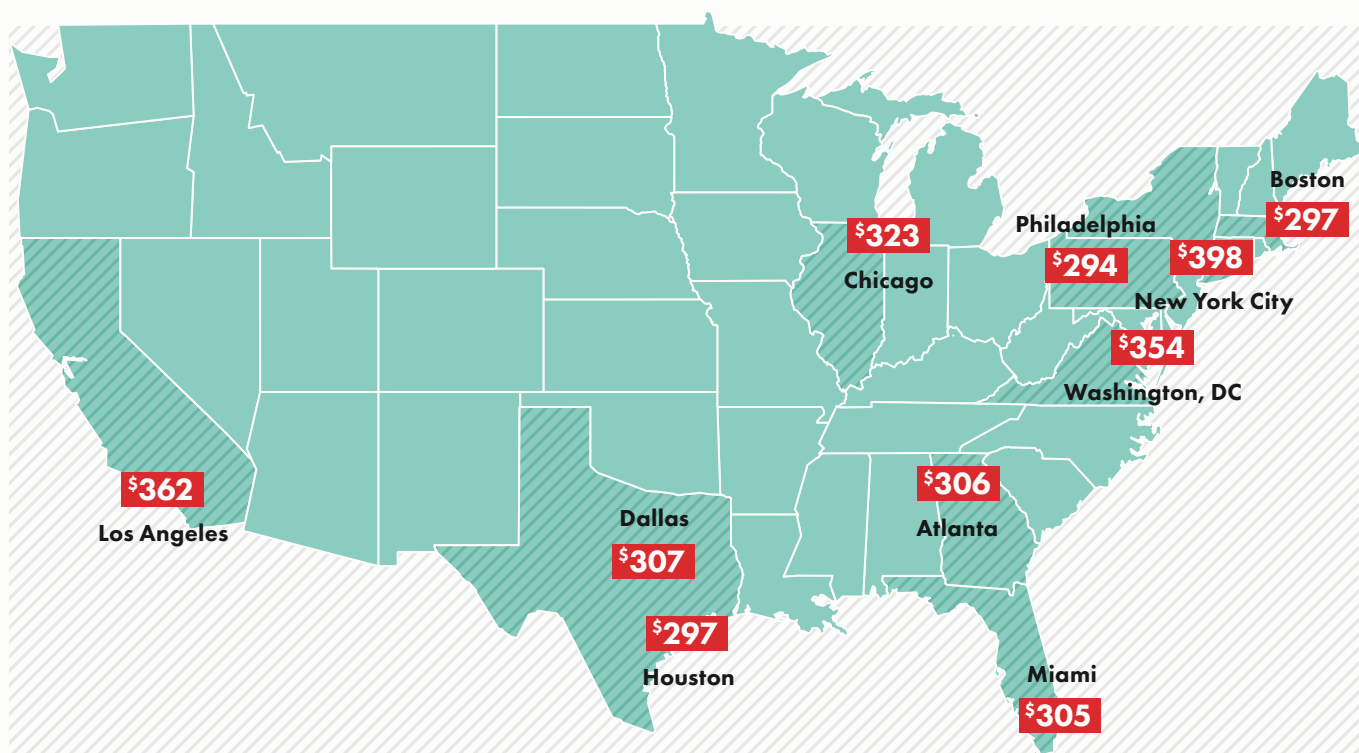 Boston
$297
Philadelphia
$294
$398
New York City
$323
Chicago
$354
Washington, DC
$362
Los Angeles
$306
Atlanta
Dallas
$307
$297
Houston
Miami
$305